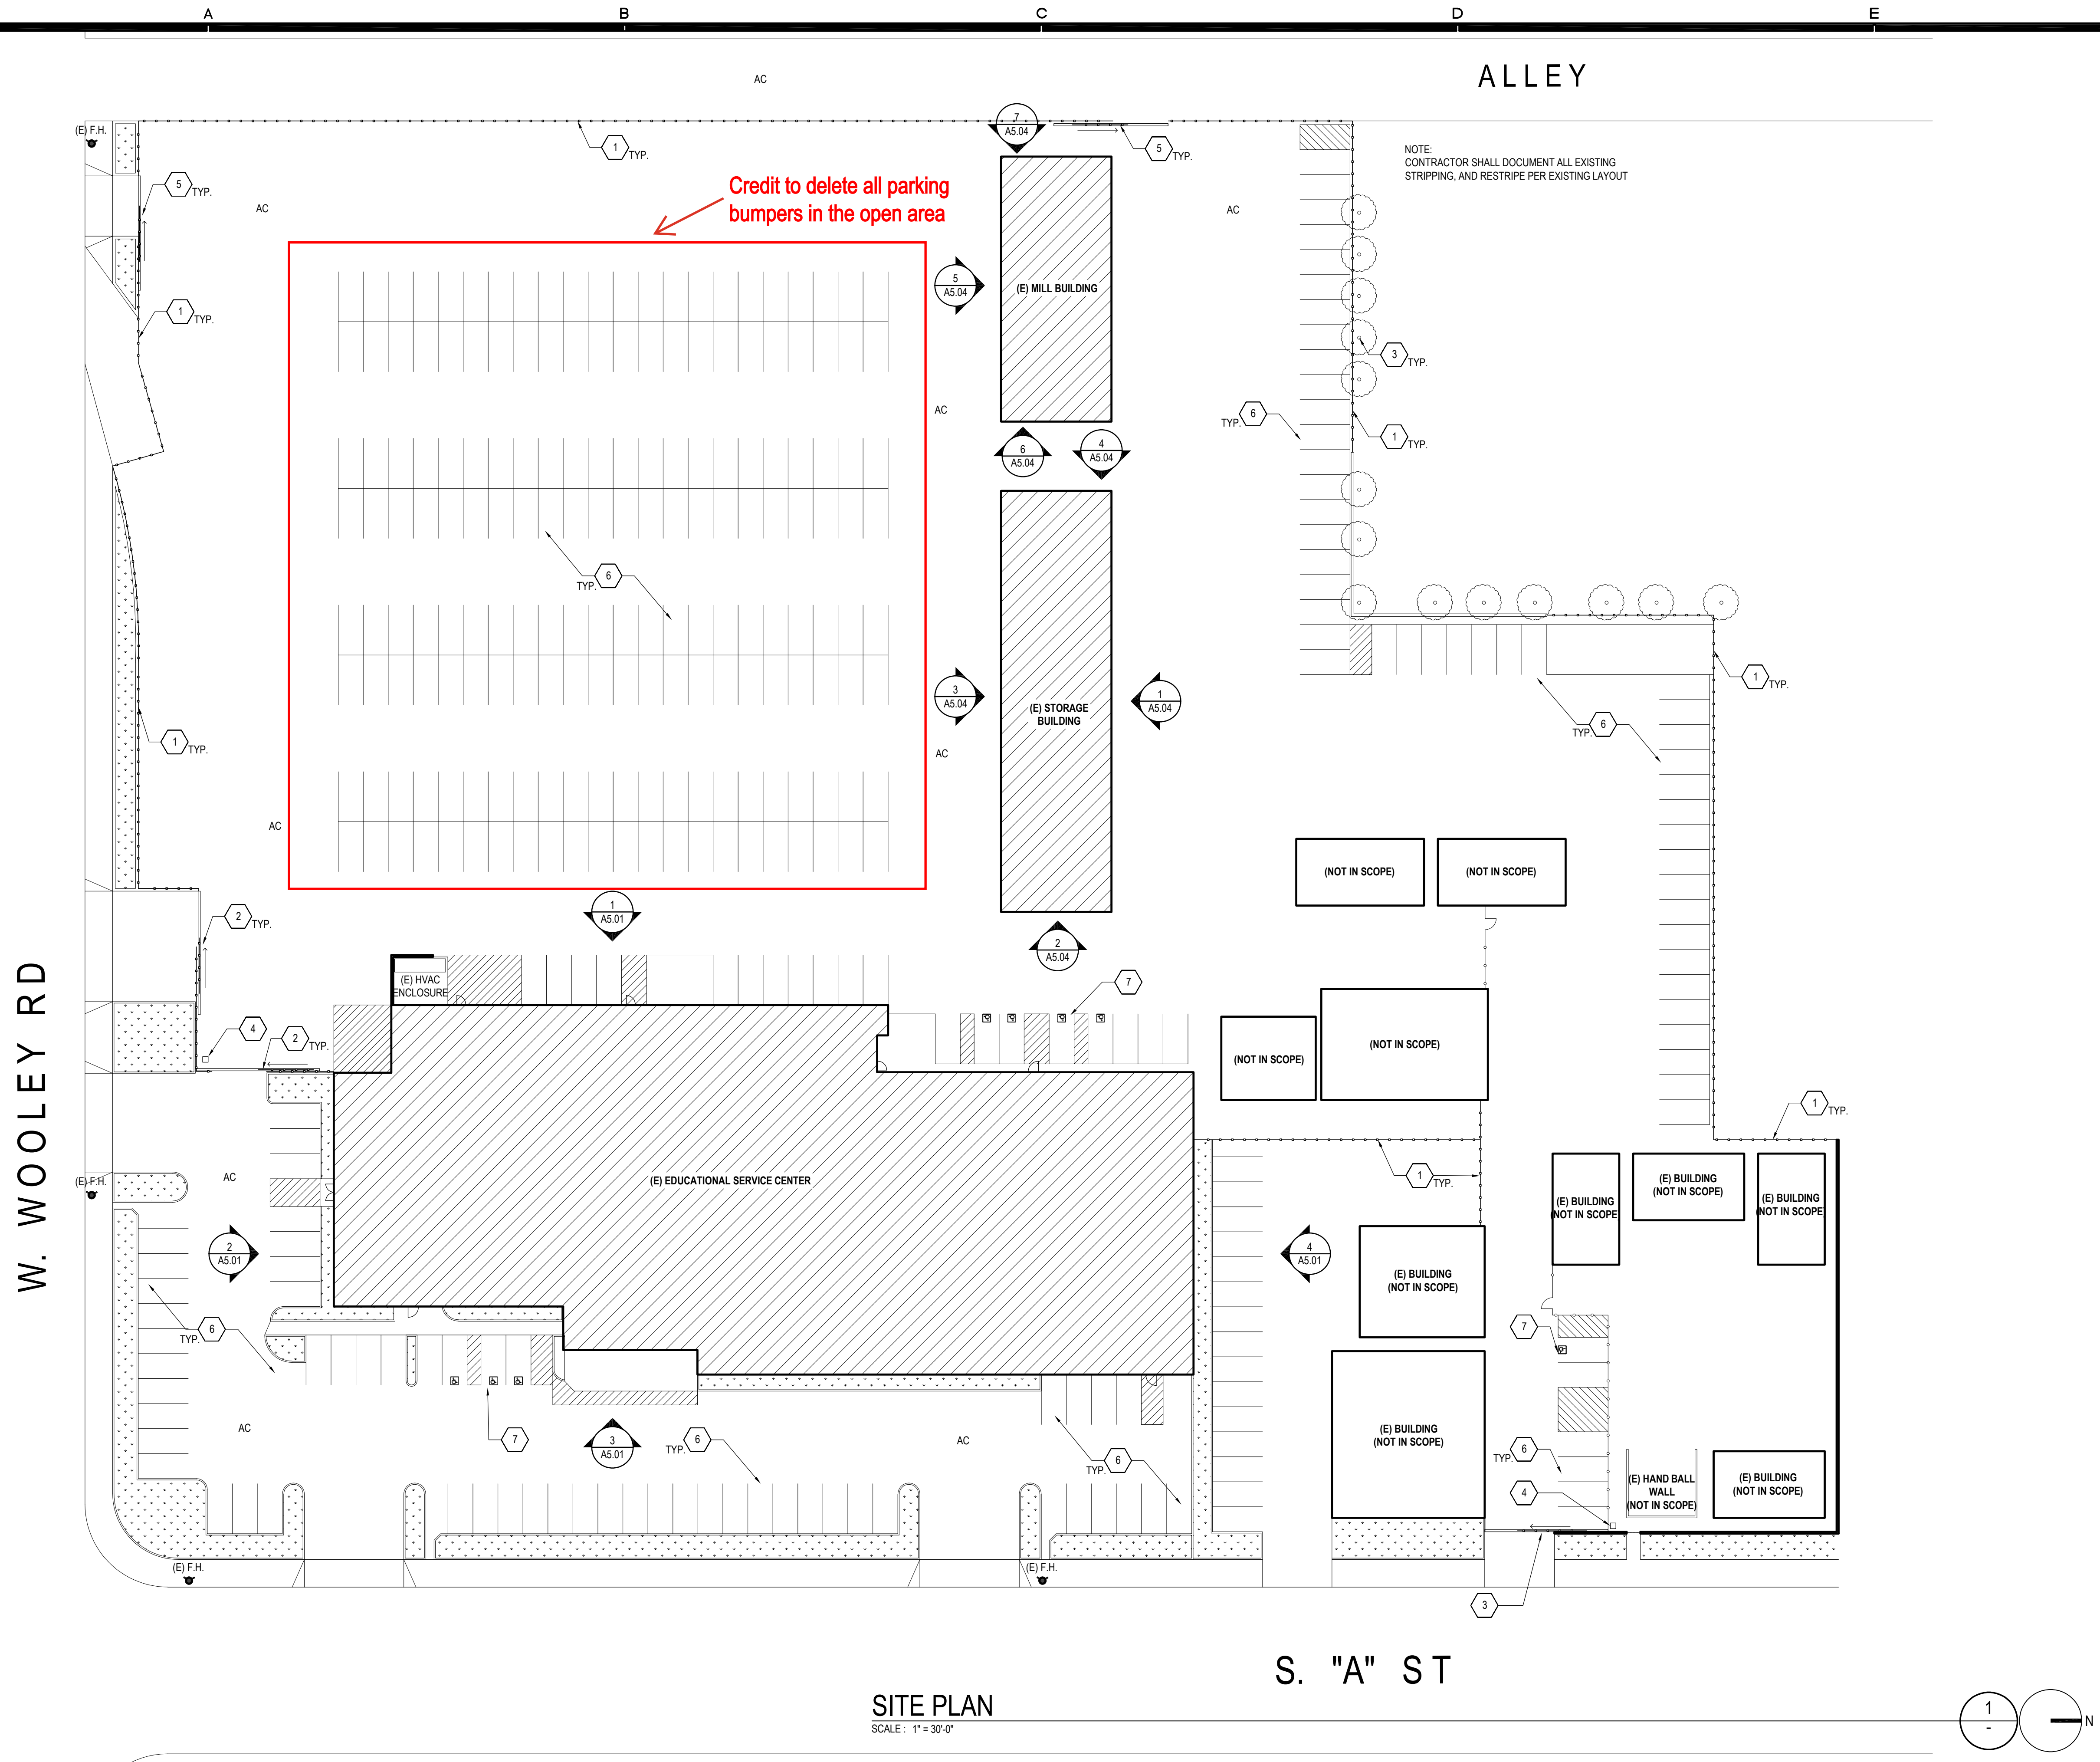 A
B
C
D
E
AC
ALLEY
(E) F.H.
7
A5.04
1
TYP.
5
TYP.
NOTE:
CONTRACTOR SHALL DOCUMENT ALL EXISTING
STRIPPING, AND RESTRIPE PER EXISTING LAYOUT
5
TYP.
Credit to delete all parking
bumpers in the open area
AC
AC
5
A5.04
(E) MILL BUILDING
1
TYP.
3
TYP.
AC
6
TYP.
1
TYP.
6
A5.04
4
A5.04
6
TYP.
3
A5.04
1
A5.04
(E) STORAGE
BUILDING
1
TYP.
6
TYP.
1
TYP.
AC
AC
(NOT IN SCOPE)
(NOT IN SCOPE)
1
A5.01
2
TYP.
2
A5.04
(E) HVAC
ENCLOSURE
7
W. WOOLEY RD
4
2
TYP.
(NOT IN SCOPE)
(NOT IN SCOPE)
1
TYP.
(E) F.H.
AC
(E) EDUCATIONAL SERVICE CENTER
1
TYP.
(E) BUILDING
(NOT IN SCOPE)
(E) BUILDING
(NOT IN SCOPE)
(E) BUILDING
(NOT IN SCOPE)
2
A5.01
4
A5.01
(E) BUILDING
(NOT IN SCOPE)
6
TYP.
7
AC
7
3
A5.01
6
TYP.
AC
6
TYP.
(E) BUILDING
(NOT IN SCOPE)
6
TYP.
4
(E) HAND BALL
WALL
(NOT IN SCOPE)
(E) BUILDING
(NOT IN SCOPE)
(E) F.H.
(E) F.H.
3
S. "A" ST
SITE PLAN
SCALE : 1" = 30'-0"
1
-
N